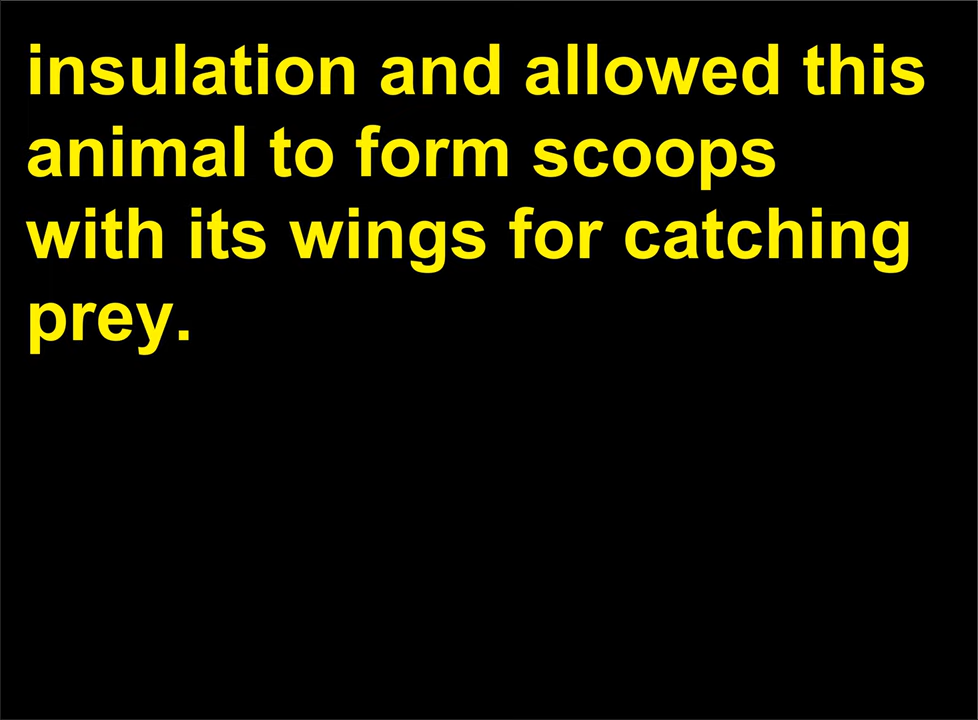 insulation and allowed this
animal to form scoops
with its wings for catching
prey.